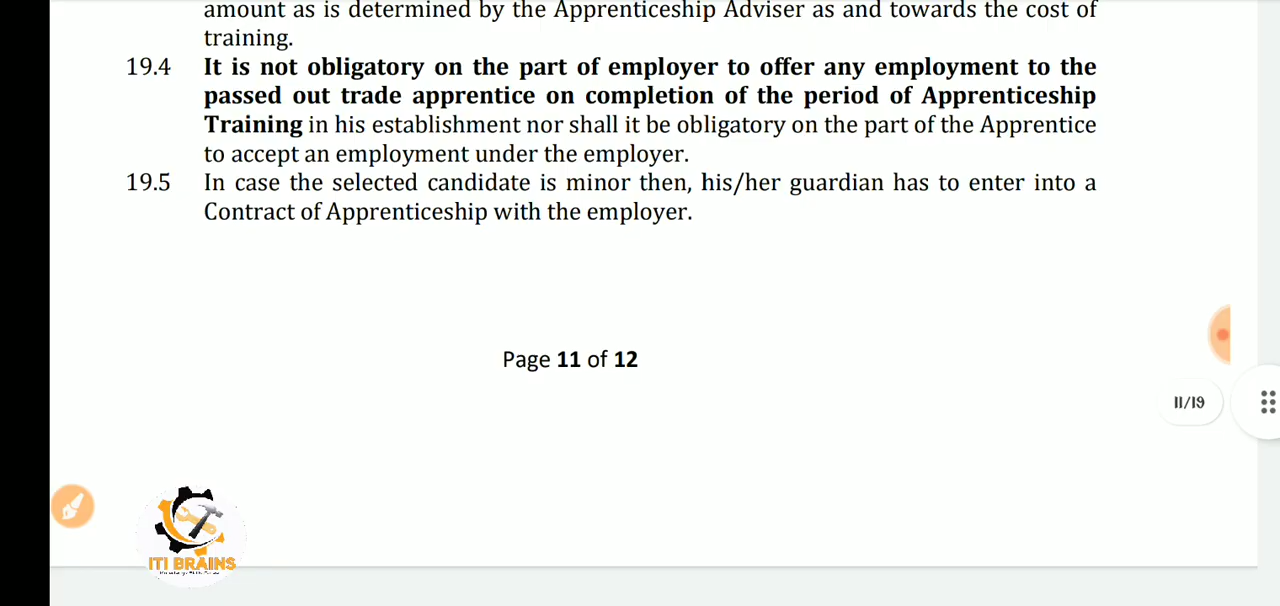 amount as is determined by the Apprenticeship Adviser as and towards the cost of
training.
19.4 It is not obligatory on the part of employer to offer any employment to the
passed out trade apprentice on completion of the period of Apprenticeship
Training in his establishment nor shall it be obligatory on the part of the Apprentice
to accept an employment under the employer.
19.5 In case the selected candidate is minor then, his/her guardian has to enter into a
Contract of Apprenticeship with the employer.
Page 11 of 12
11/19
ITI BRAINS